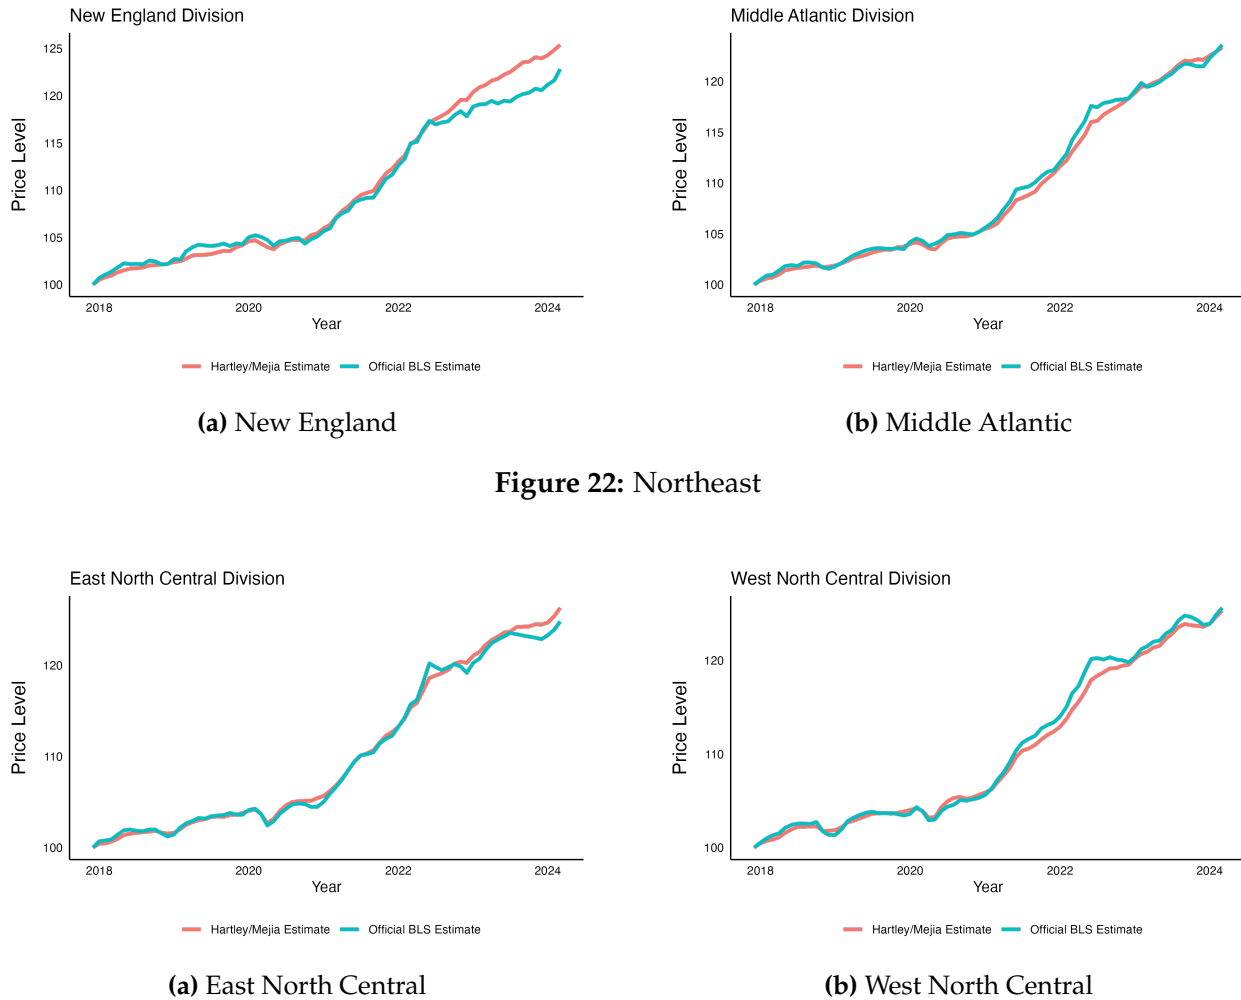 New England Division
125
120
115
110
105
100
Price Level
2018 2020 2022 2024
Year
Hartley/Mejia Estimate Official BLS Estimate
(a) New England
Middle Atlantic Division
120
115
110
105
100
Price Level
2018 2020 2022 2024
Year
Hartley/Mejia Estimate Official BLS Estimate
(b) Middle Atlantic
Figure 22: Northeast
East North Central Division
120
110
100
Price Level
2018 2020 2022 2024
Year
Hartley/Mejia Estimate Official BLS Estimate
(a) East North Central
West North Central Division
120
110
100
Price Level
2018 2020 2022 2024
Year
Hartley/Mejia Estimate Official BLS Estimate
(b) West North Central